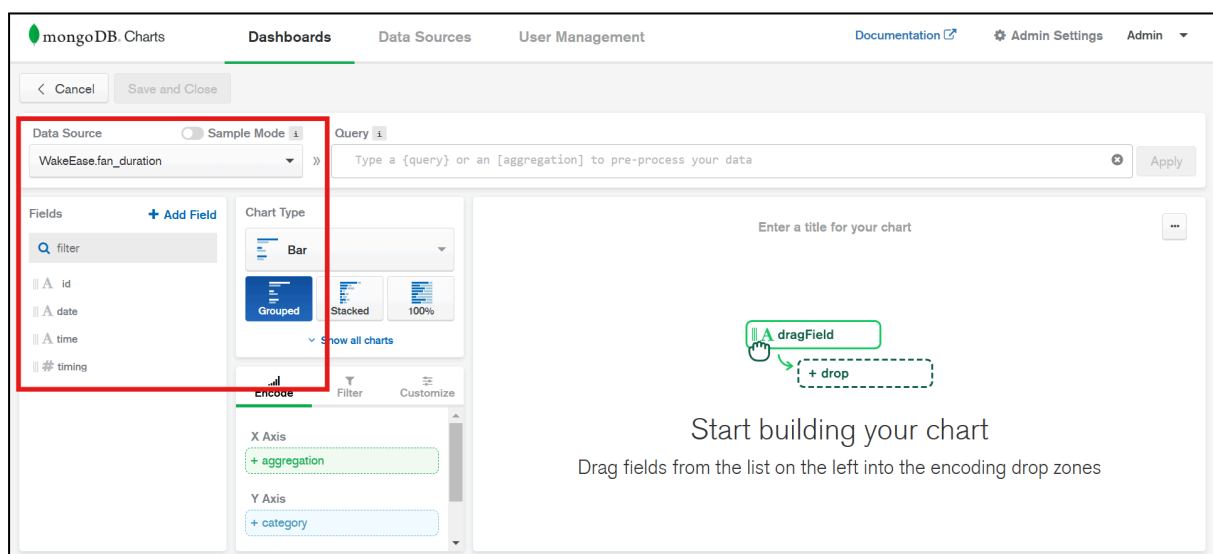 mongoDB. Charts
Dashboards
Data Sources
User Management
Documentation
Admin Settings
Admin
Cancel
Save and Close
Data Source
Sample Mode i
Query i
WakeEase.fan_duration
»
Type a {query} or an [aggregation] to pre-process your data
Apply
Fields
+ Add Field
filter
A id
A date
A time
# timing
Chart Type
Bar
Grouped
Stacked
100%
Show all charts
Encode
Filter
Customize
X Axis
+ aggregation
Y Axis
+ category
Enter a title for your chart
...
A dragField
+ drop
Start building your chart
Drag fields from the list on the left into the encoding drop zones